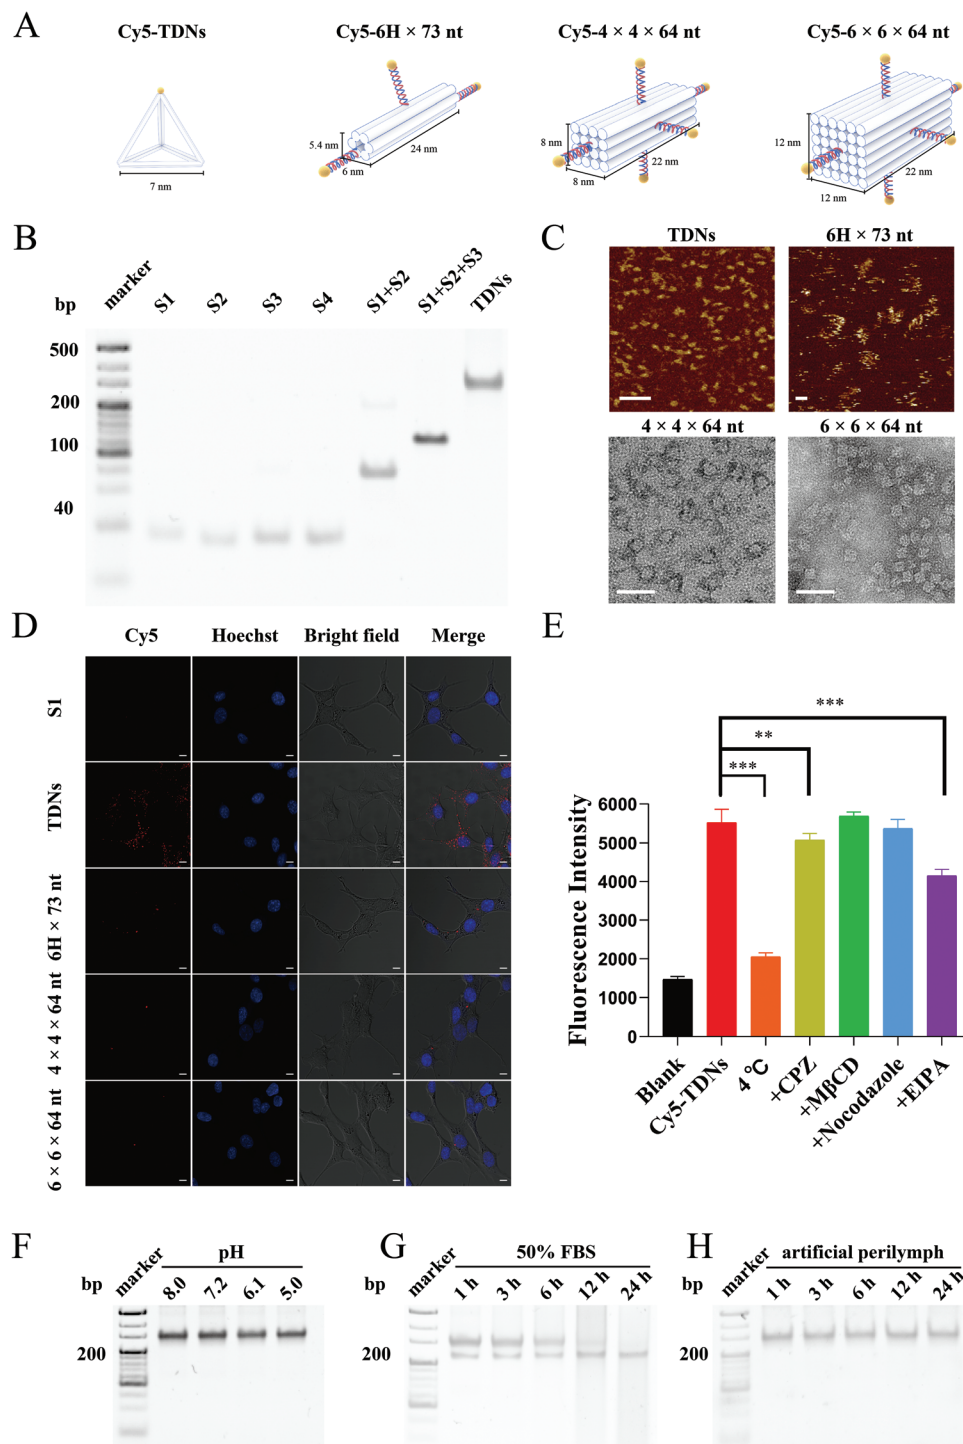 A
Cy5-TDNs
Cy5-6H × 73 nt
Cy5-4 × 4 × 64 nt
Cy5-6 × 6 × 64 nt
7 nm
5.4 nm
6 nm
24 nm
8 nm
8 nm
22 nm
12 nm
12 nm
22 nm
B
bp
marker
S1
S2
S3
S4
S1+S2
S1+S2+S3
TDNs
500
200
100
40
C
TDNs
6H × 73 nt
4 × 4 × 64 nt
6 × 6 × 64 nt
D
Cy5
Hoechst
Bright field
Merge
S1
TDNs
6H × 73 nt
4 × 4 × 64 nt
6 × 6 × 64 nt
E
***
**
***
Fluorescence Intensity
6000
5000
4000
3000
2000
1000
0
Blank
Cy5-TDNs
4℃
+CPZ
+MβCD
+Nocodazole
+EIPA
F
bp
marker
pH
8.0
7.2
6.1
5.0
200
G
bp
marker
50% FBS
1 h
3 h
6 h
12 h
24 h
200
H
bp
marker
artificial perilymph
1 h
3 h
6 h
12 h
24 h
200